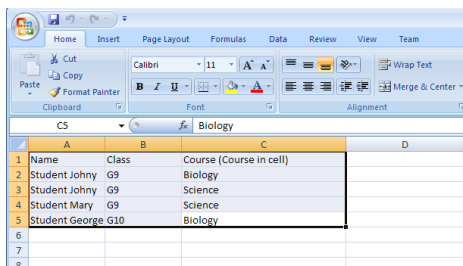 Home Insert Page Layout Formulas Data Review View Team
Cut
Copy
Format Painter
Paste
Calibri 11 A A
B I U A
Wrap Text
Merge & Center
Clipboard Font Alignment
C5 fx Biology
A B C D
1 Name Class Course (Course in cell)
2 Student Johny G9 Biology
3 Student Johny G9 Science
4 Student Mary G9 Science
5 Student George G10 Biology
6
7
8